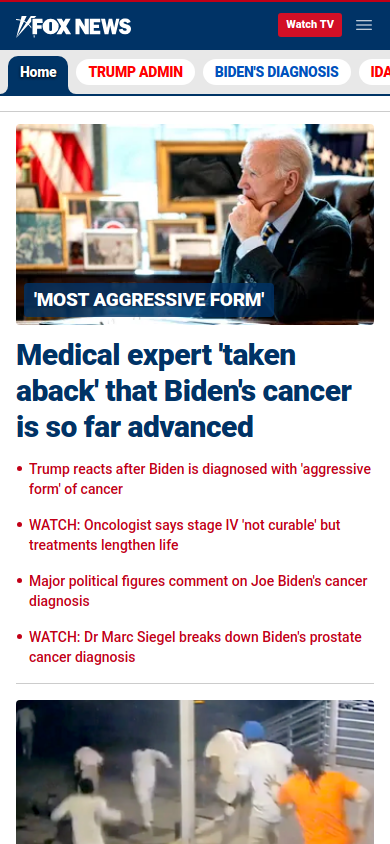 FOX NEWS
Watch TV
Home
TRUMP ADMIN
BIDEN'S DIAGNOSIS
IDA
'MOST AGGRESSIVE FORM'
Medical expert 'taken
aback' that Biden's cancer
is so far advanced
Trump reacts after Biden is diagnosed with 'aggressive
form' of cancer
WATCH: Oncologist says stage IV 'not curable' but
treatments lengthen life
Major political figures comment on Joe Biden's cancer
diagnosis
WATCH: Dr Marc Siegel breaks down Biden's prostate
cancer diagnosis